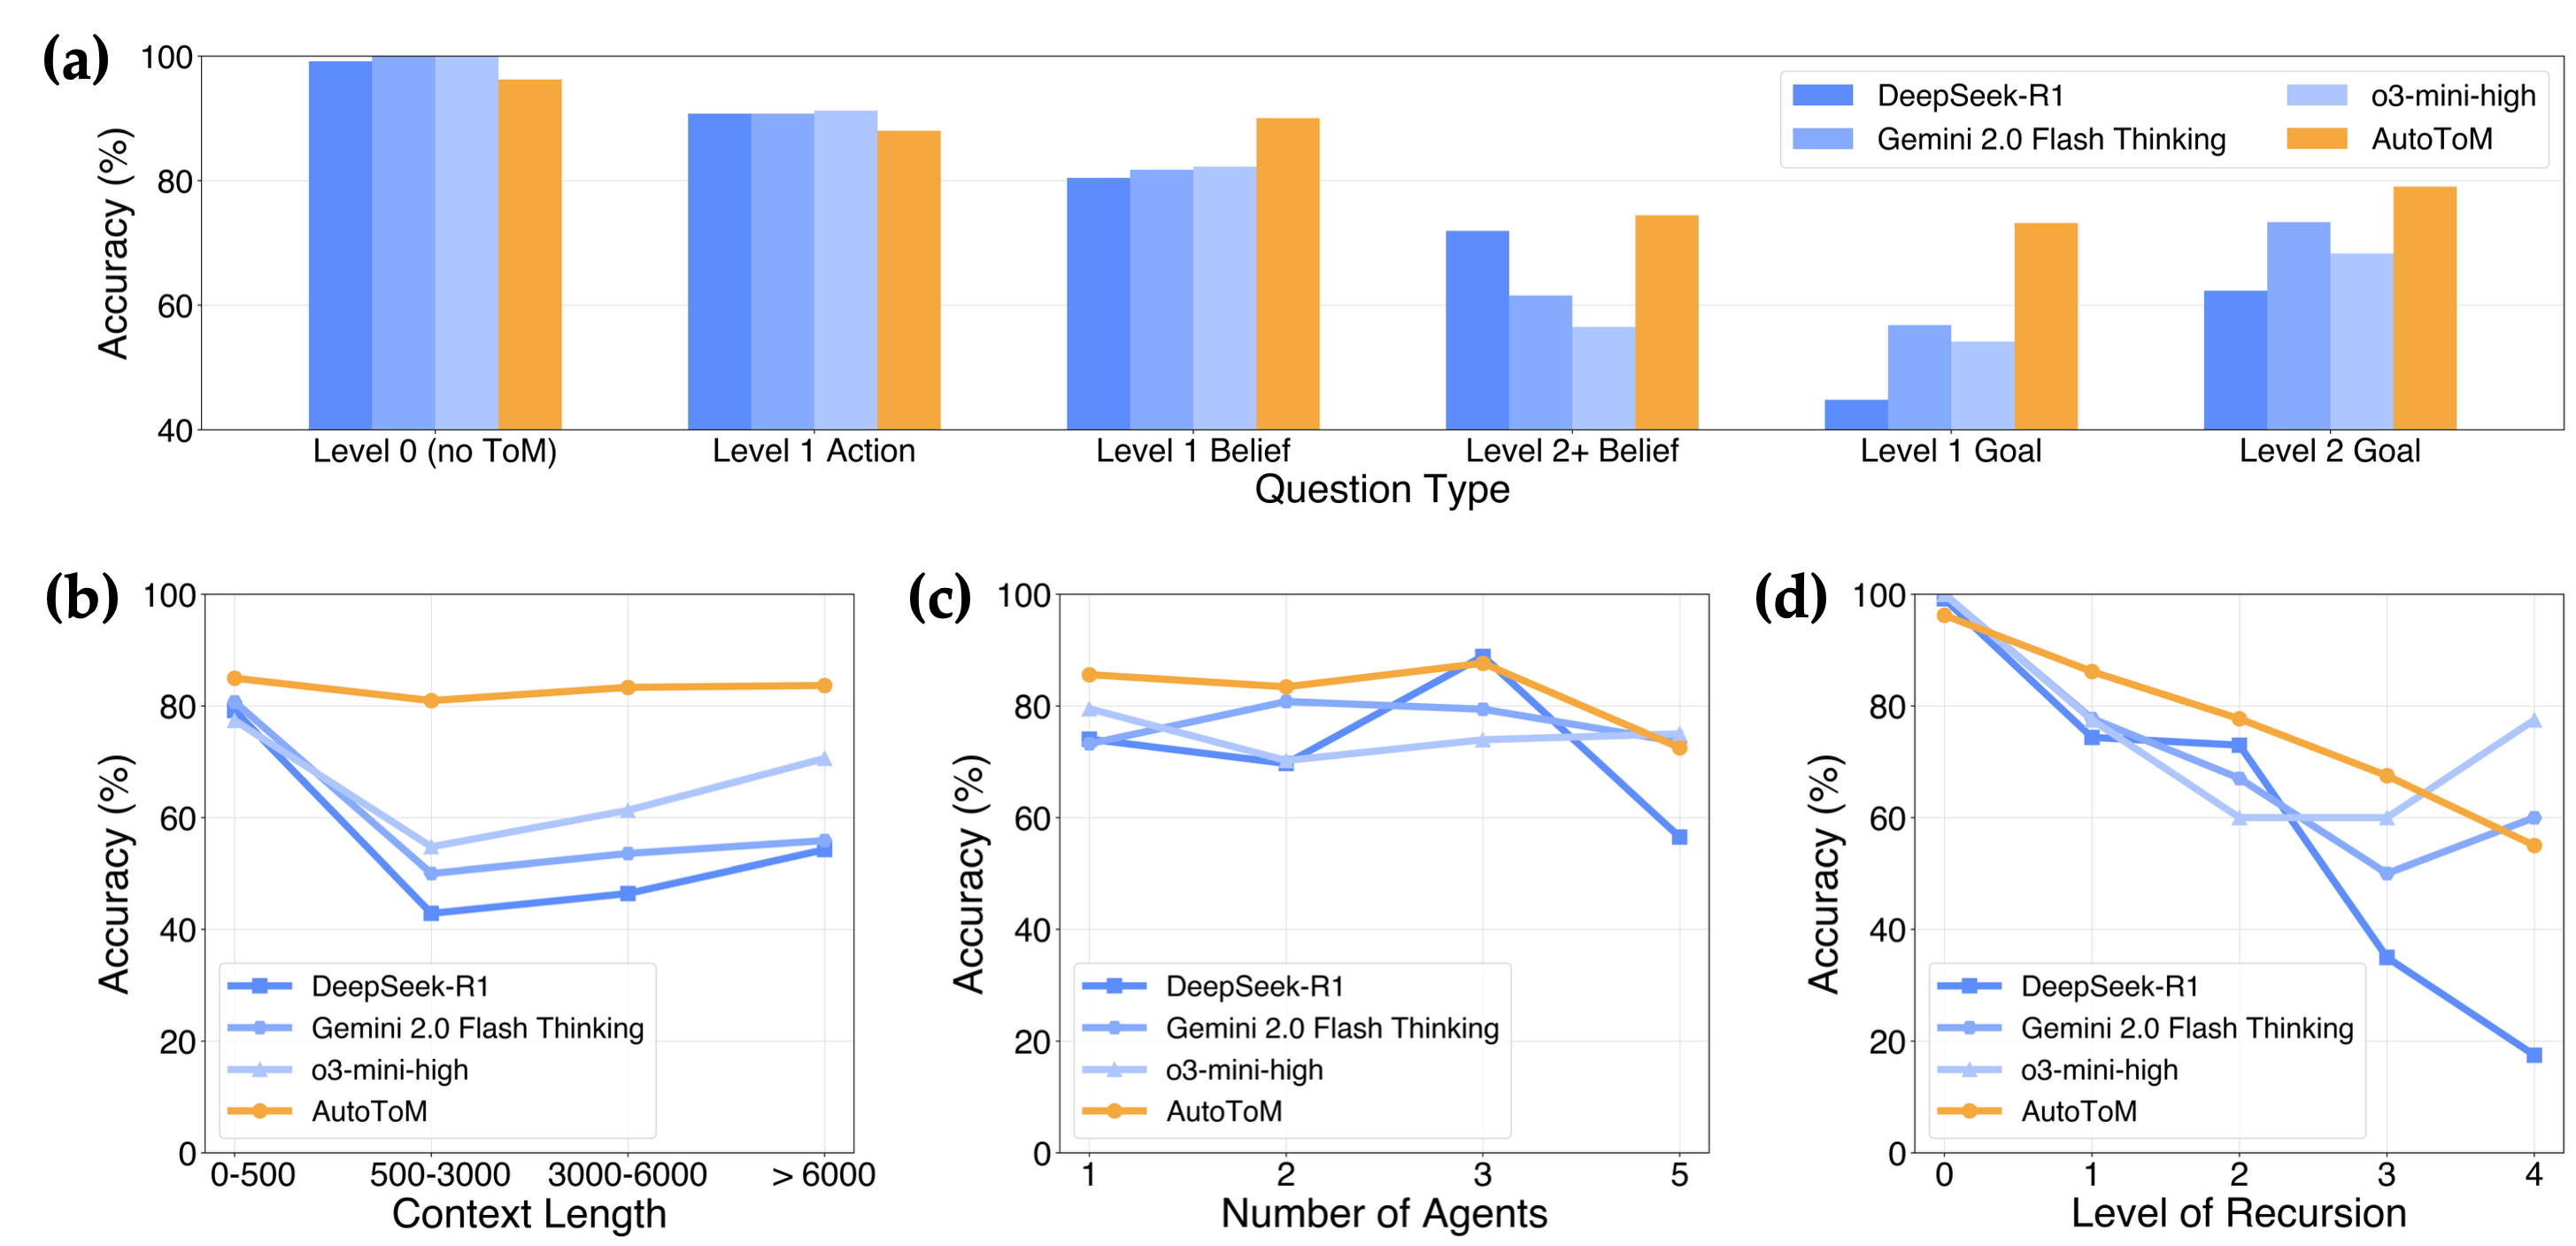 (a)
100
80
60
40
Accuracy (%)
DeepSeek-R1
Gemini 2.0 Flash Thinking
o3-mini-high
AutoToM
Level 0 (no ToM)
Level 1 Action
Level 1 Belief
Level 2+ Belief
Level 1 Goal
Level 2 Goal
Question Type
(b)
100
80
60
40
20
0
Accuracy (%)
DeepSeek-R1
Gemini 2.0 Flash Thinking
o3-mini-high
AutoToM
0-500
500-3000
3000-6000
> 6000
Context Length
(c)
100
80
60
40
20
0
Accuracy (%)
DeepSeek-R1
Gemini 2.0 Flash Thinking
o3-mini-high
AutoToM
1
2
3
5
Number of Agents
(d)
100
80
60
40
20
0
Accuracy (%)
DeepSeek-R1
Gemini 2.0 Flash Thinking
o3-mini-high
AutoToM
0
1
2
3
4
Level of Recursion